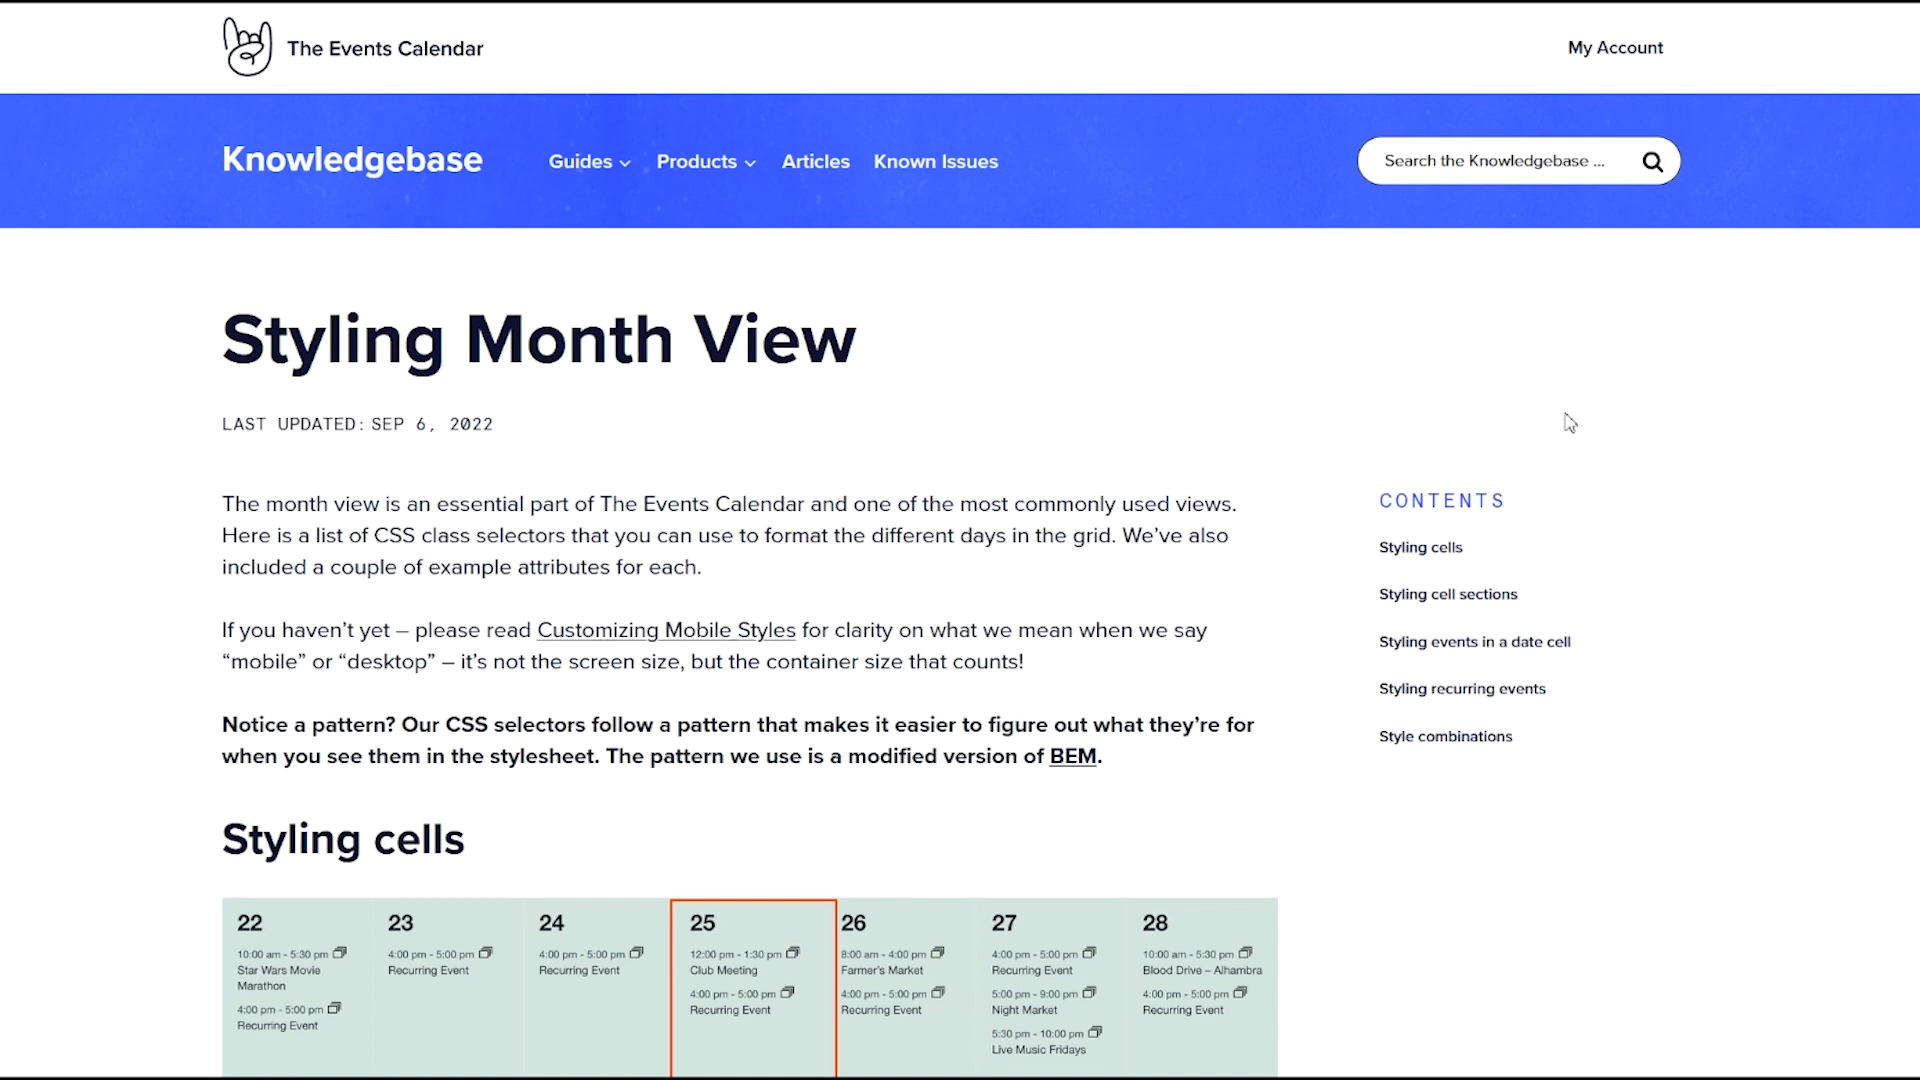 The Events Calendar
My Account
Knowledgebase
Guides
Products
Articles
Known Issues
Search the Knowledgebase ...
Styling Month View
LAST UPDATED: SEP 6, 2022
The month view is an essential part of The Events Calendar and one of the most commonly used views.
Here is a list of CSS class selectors that you can use to format the different days in the grid. We’ve also
included a couple of example attributes for each.
If you haven’t yet – please read Customizing Mobile Styles for clarity on what we mean when we say
“mobile” or “desktop” – it’s not the screen size, but the container size that counts!
Notice a pattern? Our CSS selectors follow a pattern that makes it easier to figure out what they’re for
when you see them in the stylesheet. The pattern we use is a modified version of BEM.
CONTENTS
Styling cells
Styling cell sections
Styling events in a date cell
Styling recurring events
Style combinations
Styling cells
22
10:00 am - 5:30 pm
Star Wars Movie
Marathon
4:00 pm - 5:00 pm
Recurring Event
23
4:00 pm - 5:00 pm
Recurring Event
24
4:00 pm - 5:00 pm
Recurring Event
25
12:00 pm - 1:30 pm
Club Meeting
4:00 pm - 5:00 pm
Recurring Event
26
8:00 am - 4:00 pm
Farmer's Market
4:00 pm - 5:00 pm
Recurring Event
27
4:00 pm - 5:00 pm
Recurring Event
5:00 pm - 9:00 pm
Night Market
5:30 pm - 10:00 pm
Live Music Fridays
28
10:00 am - 5:30 pm
Blood Drive – Alhambra
4:00 pm - 5:00 pm
Recurring Event